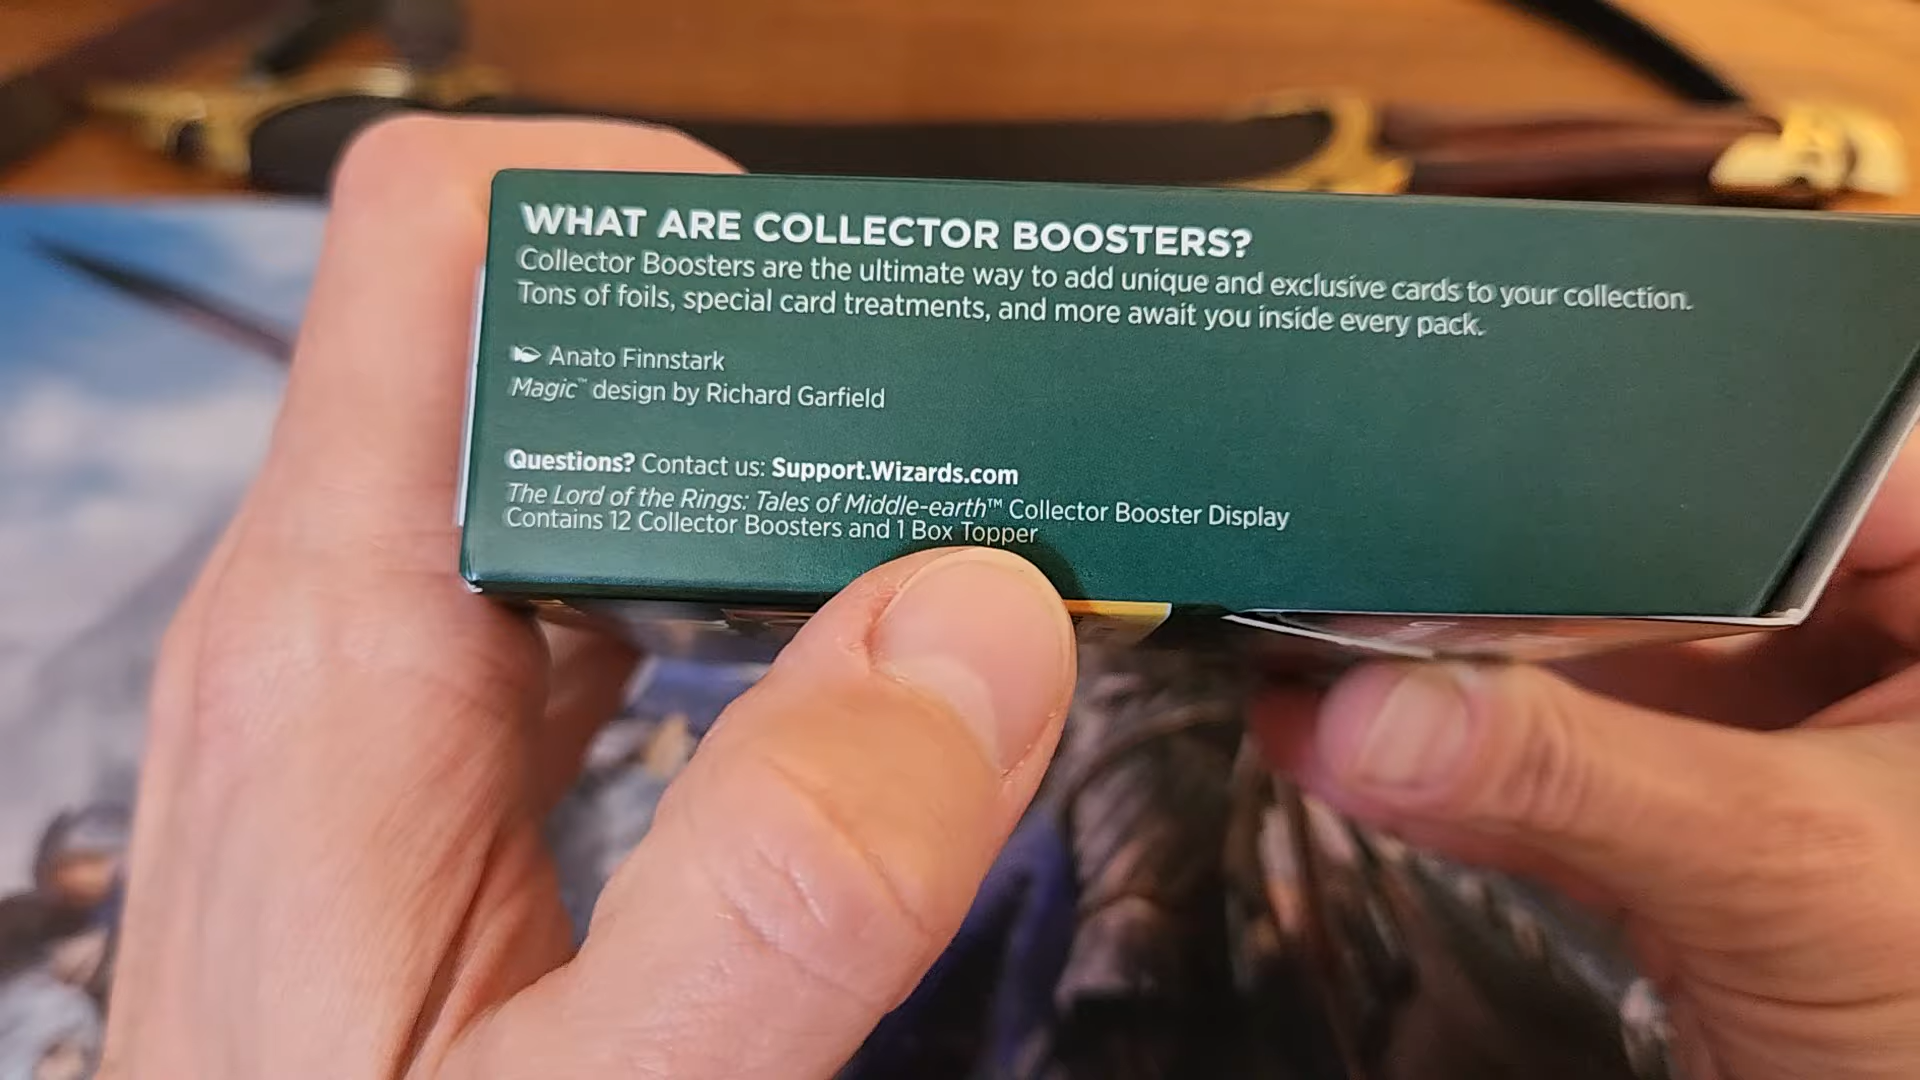 WHAT ARE COLLECTOR BOOSTERS?
Collector Boosters are the ultimate way to add unique and exclusive cards to your collection.
Tons of foils, special card treatments, and more await you inside every pack.
Anato Finnstark
Magic™ design by Richard Garfield
Questions? Contact us: Support.Wizards.com
The Lord of the Rings: Tales of Middle-earth™ Collector Booster Display
Contains 12 Collector Boosters and 1 Box Topper